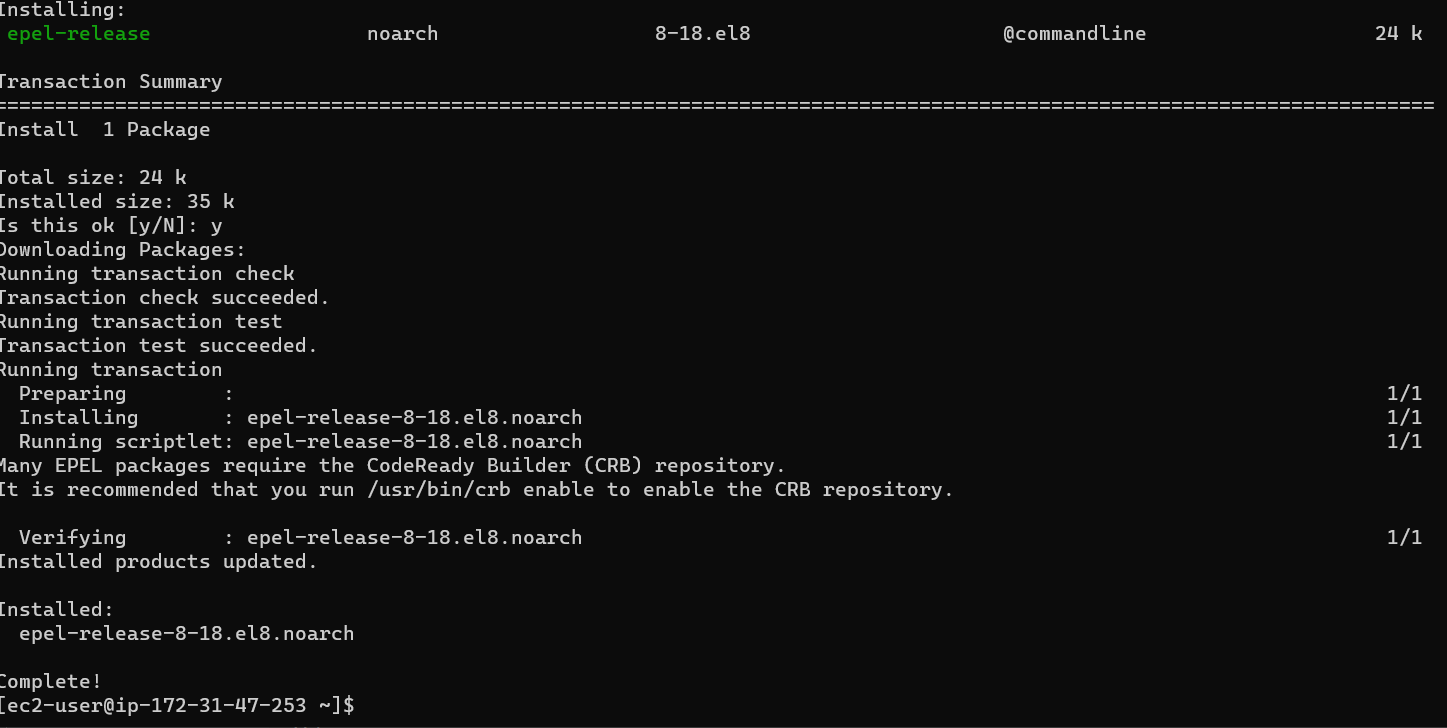 Installing:
epel-release noarch 8-18.el8 @commandline 24 k
Transaction Summary
================================================================================
Install 1 Package
Total size: 24 k
Installed size: 35 k
Is this ok [y/N]: y
Downloading Packages:
Running transaction check
Transaction check succeeded.
Running transaction test
Transaction test succeeded.
Running transaction
Preparing : 1/1
Installing : epel-release-8-18.el8.noarch 1/1
Running scriptlet: epel-release-8-18.el8.noarch 1/1
Many EPEL packages require the CodeReady Builder (CRB) repository.
It is recommended that you run /usr/bin/crb enable to enable the CRB repository.
Verifying : epel-release-8-18.el8.noarch 1/1
Installed products updated.
Installed:
epel-release-8-18.el8.noarch
Complete!
[ec2-user@ip-172-31-47-253 ~]$